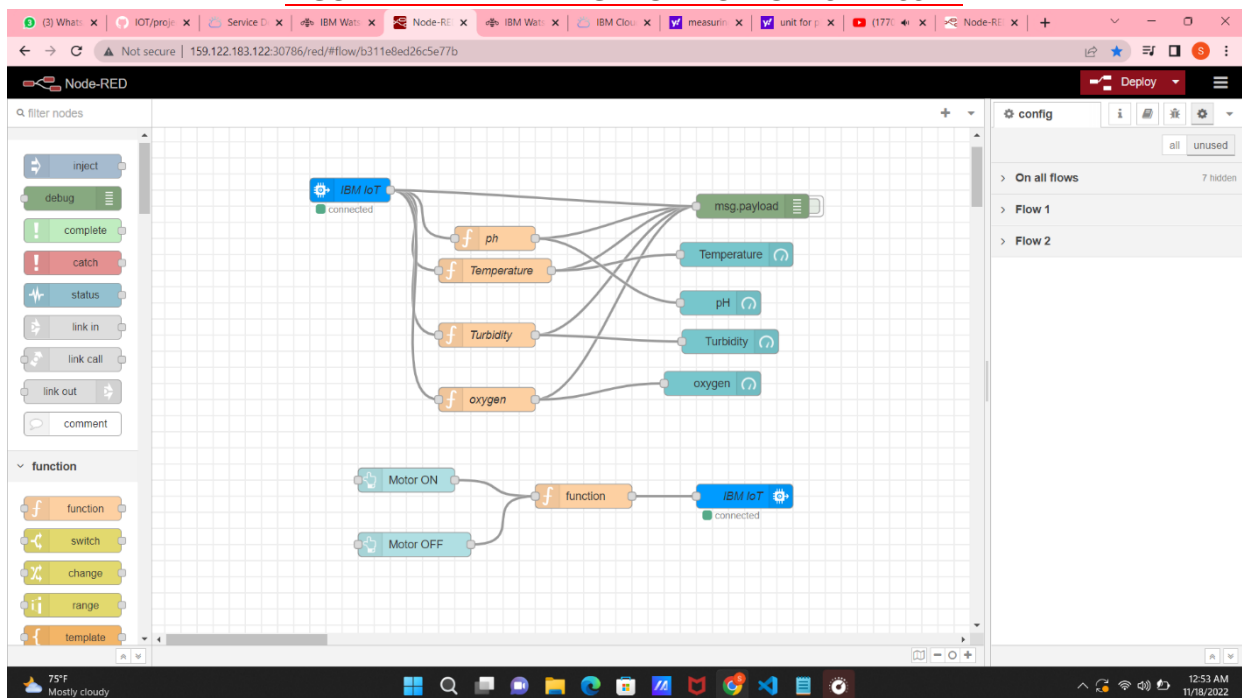 (3) Whats
IOT/proje
Service D
IBM Wats
Node-RE
IBM Wats
IBM Clou
measurin
unit for p
(177(
Node-RE
Not secure | 159.122.183.122:30786/red/#flow/b311e8ed26c5e77b
S
Node-RED
Deploy
filter nodes
config
all unused
inject
debug
complete
catch
status
link in
link call
link out
comment
function
function
switch
change
range
template
IBM IoT
connected
ph
Temperature
Turbidity
oxygen
msg.payload
Temperature
pH
Turbidity
oxygen
Motor ON
Motor OFF
function
IBM IoT
connected
On all flows 7 hidden
Flow 1
Flow 2
75°F
Mostly cloudy
12:53 AM
11/18/2022